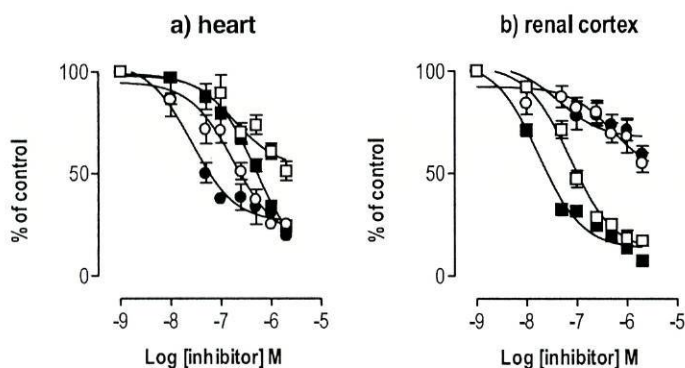 a) heart
b) renal cortex
% of control
100
50
0
-9 -8 -7 -6 -5
Log [inhibitor] M
% of control
100
50
0
-9 -8 -7 -6 -5
Log [inhibitor] M